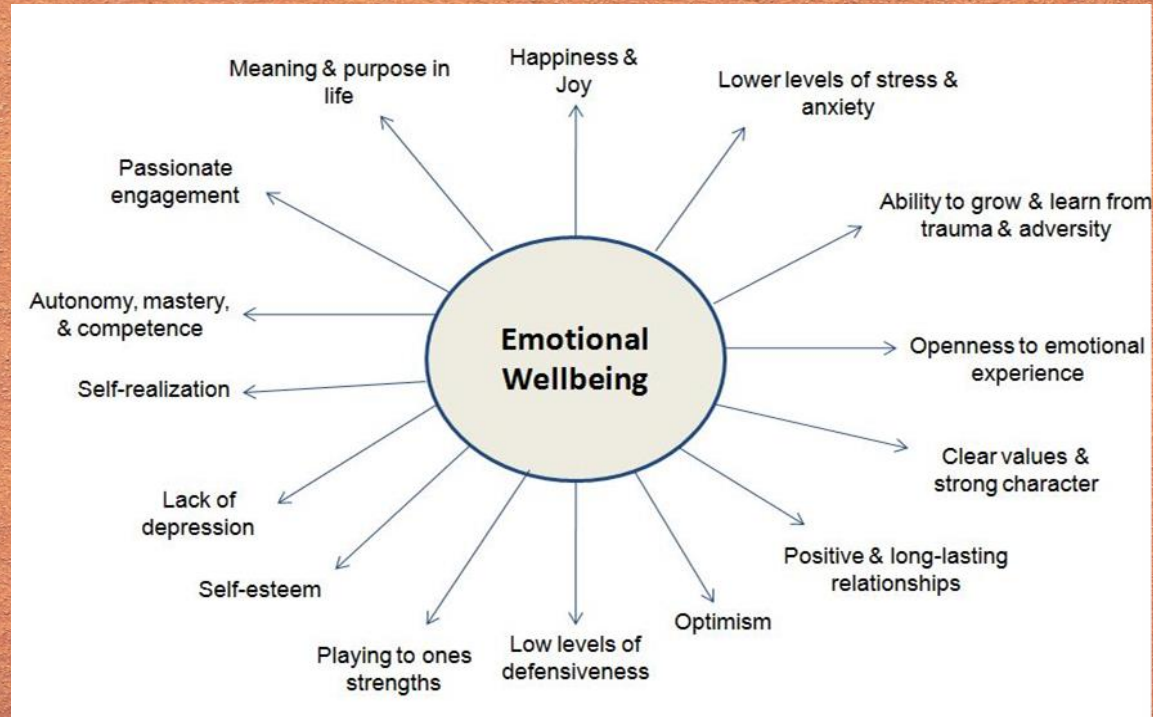 Happiness &
Joy
Lower levels of stress &
anxiety
Ability to grow & learn from
trauma & adversity
Openness to emotional
experience
Clear values &
strong character
Positive & long-lasting
relationships
Optimism
Low levels of
defensiveness
Playing to ones
strengths
Self-esteem
Lack of
depression
Self-realization
Autonomy, mastery,
& competence
Passionate
engagement
Meaning & purpose in
life
Emotional
Wellbeing